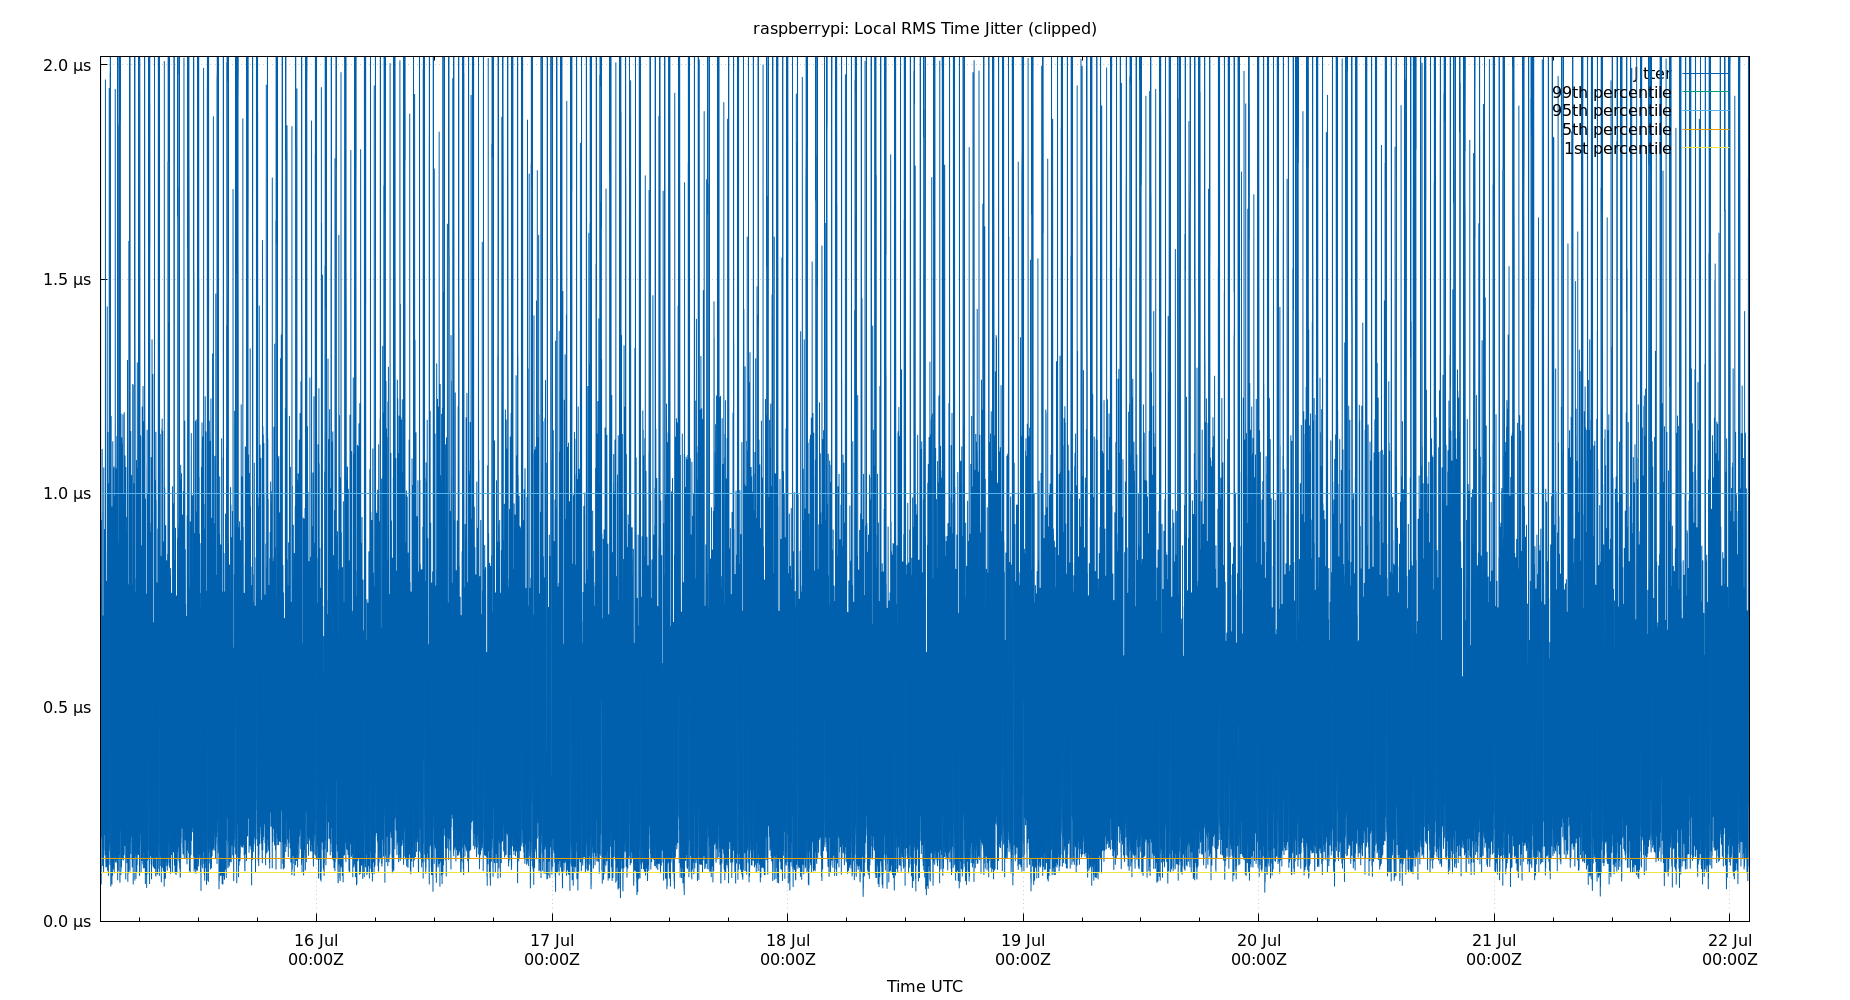 raspberrypi: Local RMS Time Jitter (clipped)
2.0 µs
1.5 µs
1.0 µs
0.5 µs
0.0 µs
Jitter
99th percentile
95th percentile
5th percentile
1st percentile
16 Jul
00:00Z
17 Jul
00:00Z
18 Jul
00:00Z
19 Jul
00:00Z
20 Jul
00:00Z
21 Jul
00:00Z
22 Jul
00:00Z
Time UTC